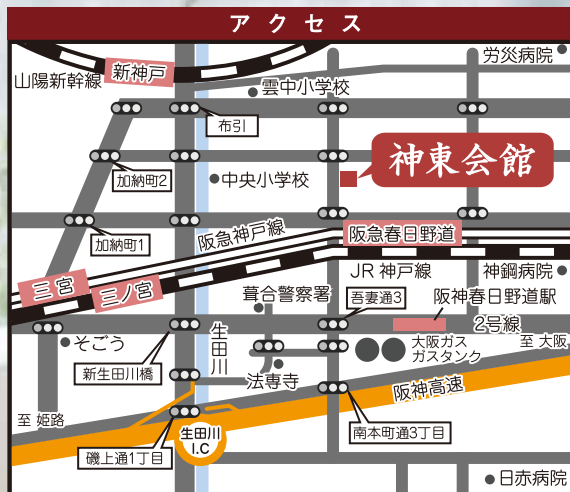 アクセス
労災病院
山陽新幹線
新神戸
雲中小学校
布引
神東会館
加納町2
中央小学校
加納町1
阪急神戸線
阪急春日野道
JR 神戸線
神鋼病院
三宮
三ノ宮
葺合警察署
吾妻通3
阪神春日野道駅
2号線
そごう
生田川
大阪ガス
ガスタンク
至 大阪
新生田川橋
法専寺
阪神高速
至 姫路
生田川
I.C
南本町通3丁目
磯上通1丁目
日赤病院